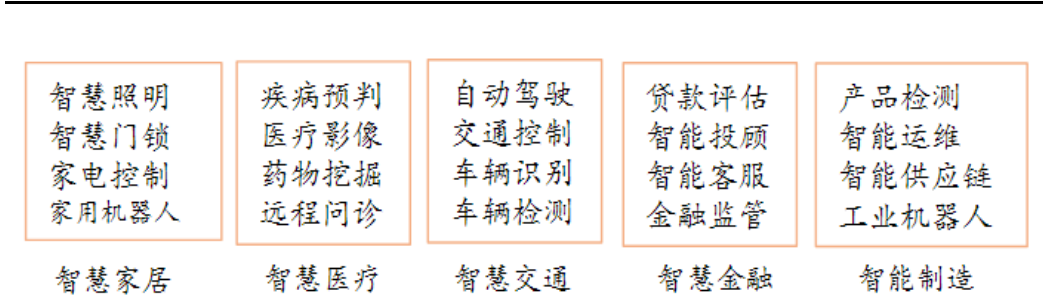 智慧照明
智慧门锁
家电控制
家用机器人
智慧家居
疾病预判
医疗影像
药物挖掘
远程问诊
智慧医疗
自动驾驶
交通控制
车辆识别
车辆检测
智慧交通
贷款评估
智能投顾
智能客服
金融监管
智慧金融
产品检测
智能运维
智能供应链
工业机器人
智能制造